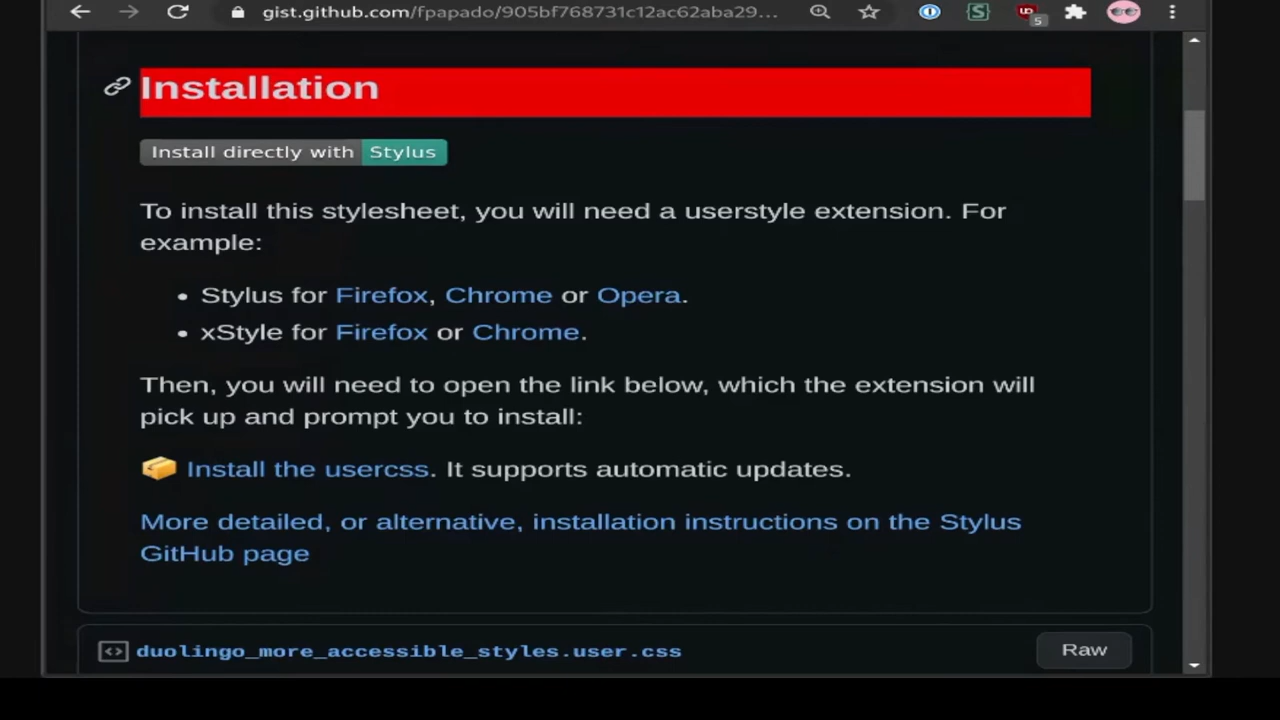 gist.github.com/fpapado/905bf768731c12ac62aba29...
5
Installation
Install directly with Stylus
To install this stylesheet, you will need a userstyle extension. For
example:
• Stylus for Firefox, Chrome or Opera.
• xStyle for Firefox or Chrome.
Then, you will need to open the link below, which the extension will
pick up and prompt you to install:
Install the usercss. It supports automatic updates.
More detailed, or alternative, installation instructions on the Stylus
GitHub page
duolingo_more_accessible_styles.user.css
Raw